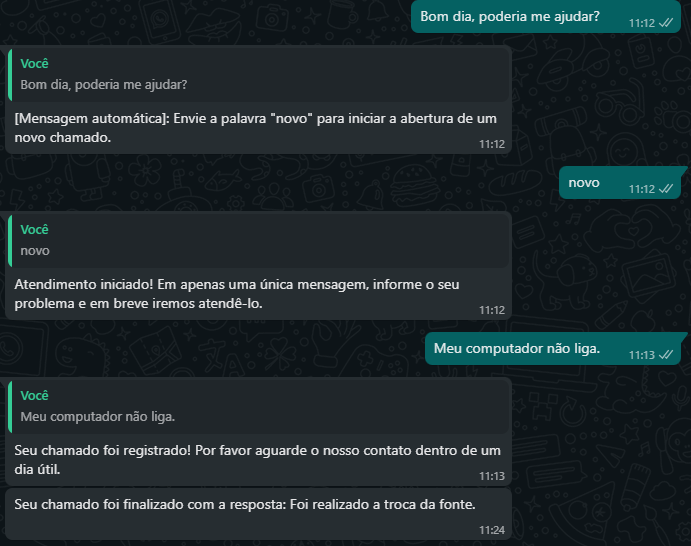 Bom dia, poderia me ajudar?
11:12
Você
Bom dia, poderia me ajudar?
[Mensagem automática]: Envie a palavra "novo" para iniciar a abertura de um
novo chamado.
11:12
novo
11:12
Você
novo
Atendimento iniciado! Em apenas uma única mensagem, informe o seu
problema e em breve iremos atendê-lo.
11:12
Meu computador não liga.
11:13
Você
Meu computador não liga.
Seu chamado foi registrado! Por favor aguarde o nosso contato dentro de um
dia útil.
11:13
Seu chamado foi finalizado com a resposta: Foi realizado a troca da fonte.
11:24